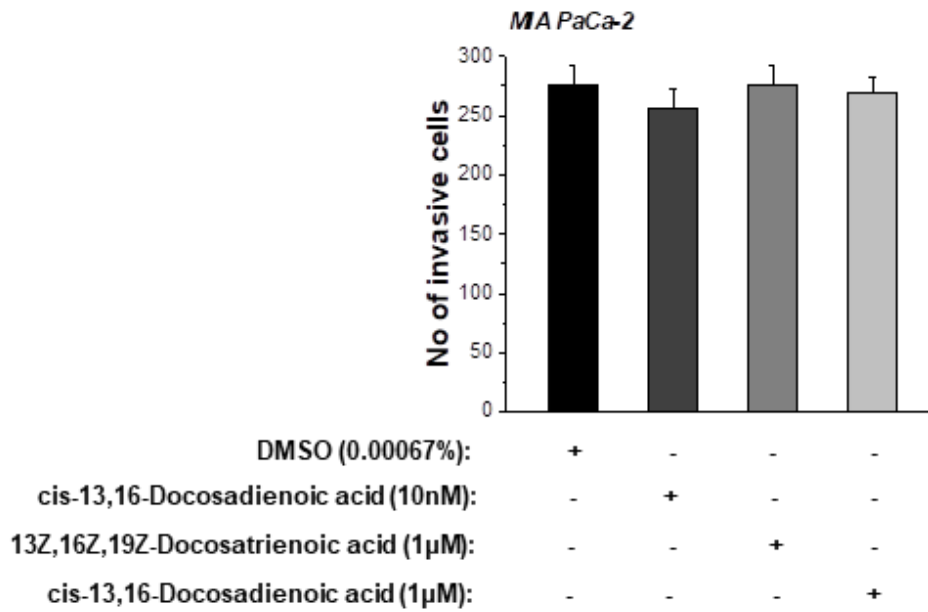 MIA PaCa-2
No of invasive cells
300
250
200
150
100
50
0
DMSO (0.00067%): + - - -
cis-13,16-Docosadienoic acid (10nM): - + - -
13Z,16Z,19Z-Docosatrienoic acid (1µM): - - + -
cis-13,16-Docosadienoic acid (1µM): - - - +